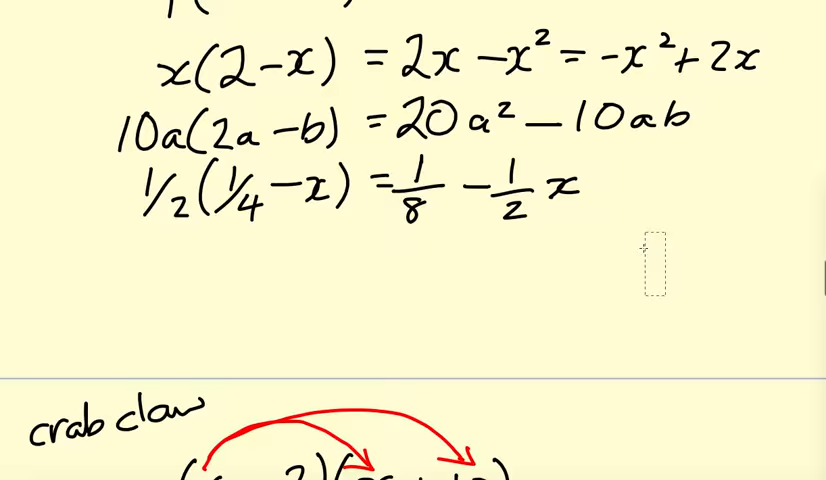 x(2-x) = 2x -x² = -x²+2x
10a(2a -b) = 20a² - 10ab
1/2(1/4 -x) = 1/8 - 1/2 x
crab claw